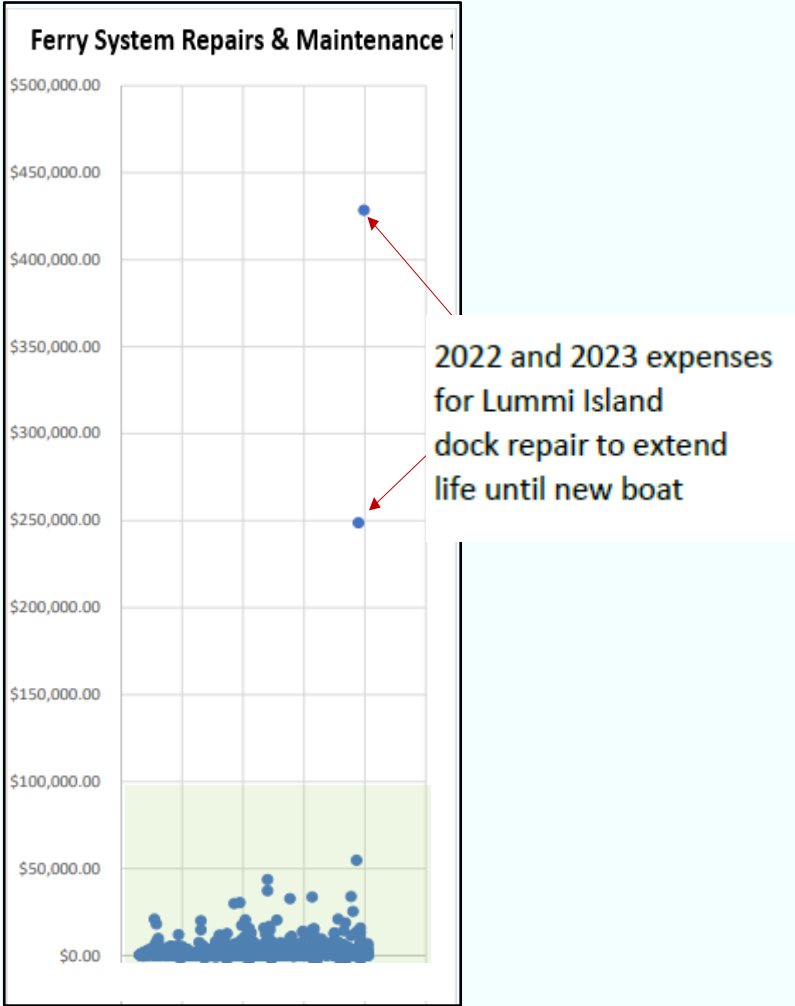 Ferry System Repairs & Maintenance
$500,000.00
$450,000.00
$400,000.00
$350,000.00
$300,000.00
$250,000.00
$200,000.00
$150,000.00
$100,000.00
$50,000.00
$0.00
2022 and 2023 expenses
for Lummi Island
dock repair to extend
life until new boat